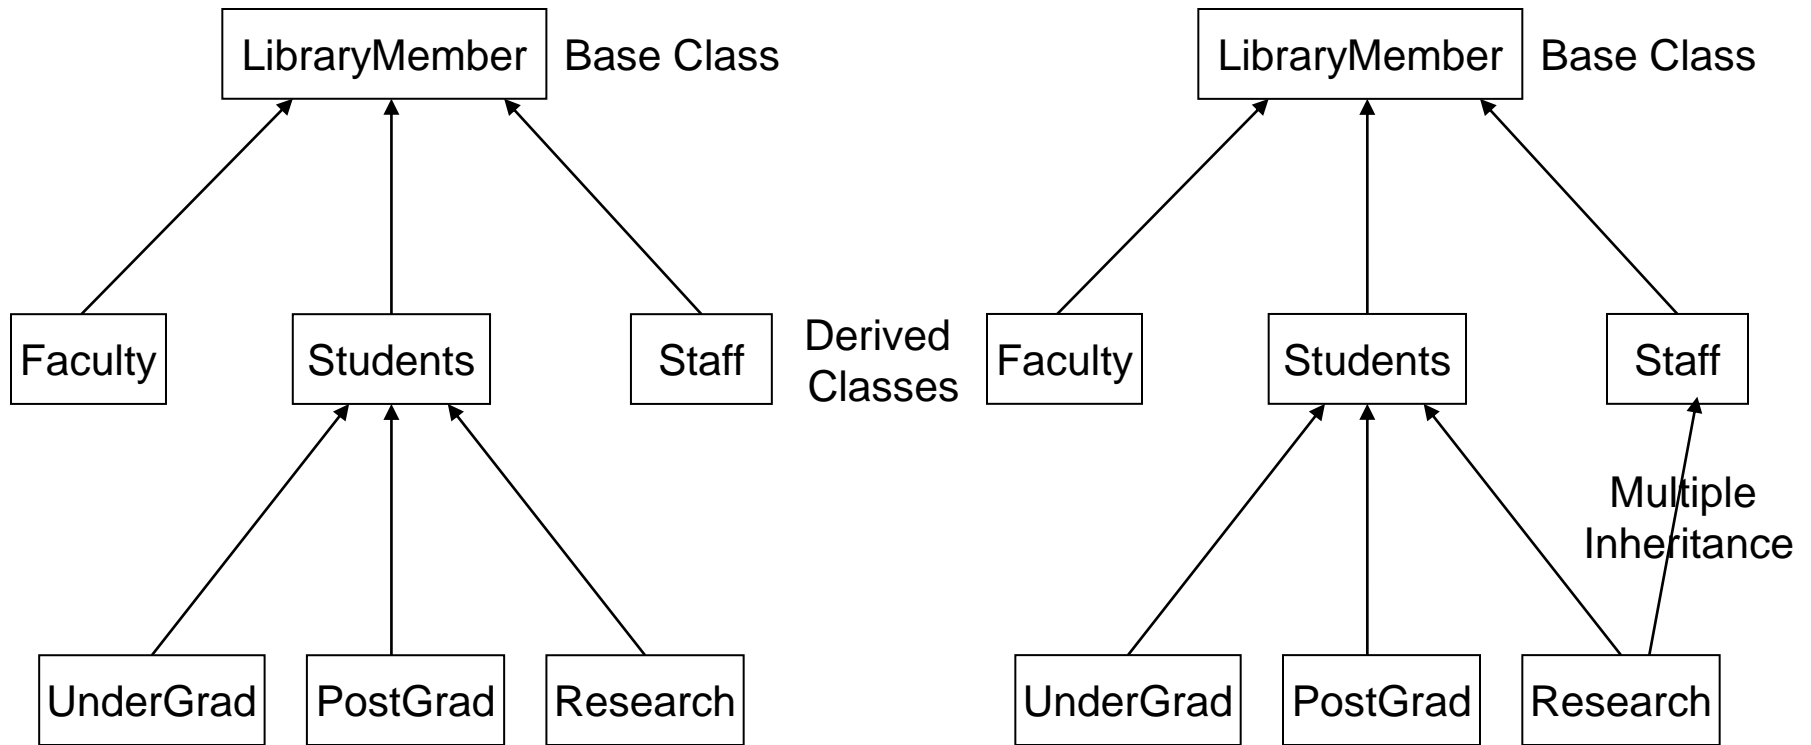 LibraryMember Base Class
Faculty Students Staff Derived
Classes
UnderGrad PostGrad Research
LibraryMember Base Class
Faculty Students Staff
Multiple
Inheritance
UnderGrad PostGrad Research